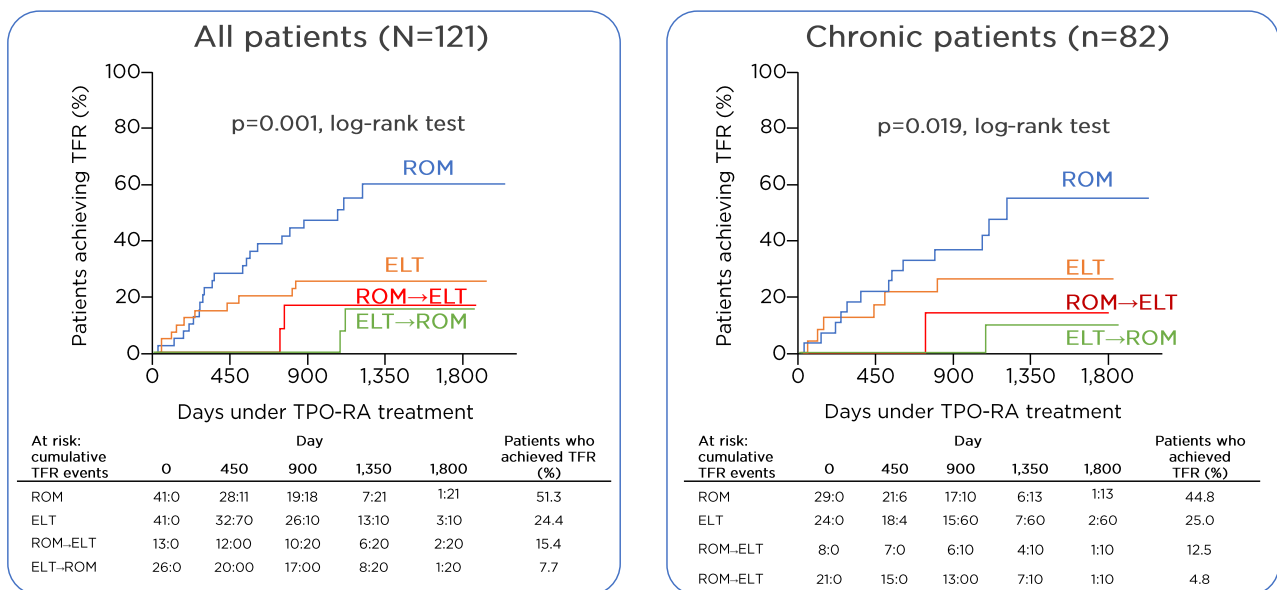 All patients (N=121)
100
80
60
40
20
0
Patients achieving TFR (%)
p=0.001, log-rank test
ROM
ELT
ROM→ELT
ELT→ROM
0 450 900 1,350 1,800
Days under TPO-RA treatment
At risk: cumulative TFR events Day Patients who achieved TFR (%)
0 450 900 1,350 1,800
ROM 41:0 28:11 19:18 7:21 1:21 51.3
ELT 41:0 32:70 26:10 13:10 3:10 24.4
ROM→ELT 13:0 12:00 10:20 6:20 2:20 15.4
ELT→ROM 26:0 20:00 17:00 8:20 1:20 7.7
Chronic patients (n=82)
100
80
60
40
20
0
Patients achieving TFR (%)
p=0.019, log-rank test
ROM
ELT
ROM→ELT
ELT→ROM
0 450 900 1,350 1,800
Days under TPO-RA treatment
At risk: cumulative TFR events Day Patients who achieved TFR (%)
0 450 900 1,350 1,800
ROM 29:0 21:6 17:10 6:13 1:13 44.8
ELT 24:0 18:4 15:60 7:60 2:60 25.0
ROM→ELT 8:0 7:0 6:10 4:10 1:10 12.5
ROM→ELT 21:0 15:0 13:00 7:10 1:10 4.8